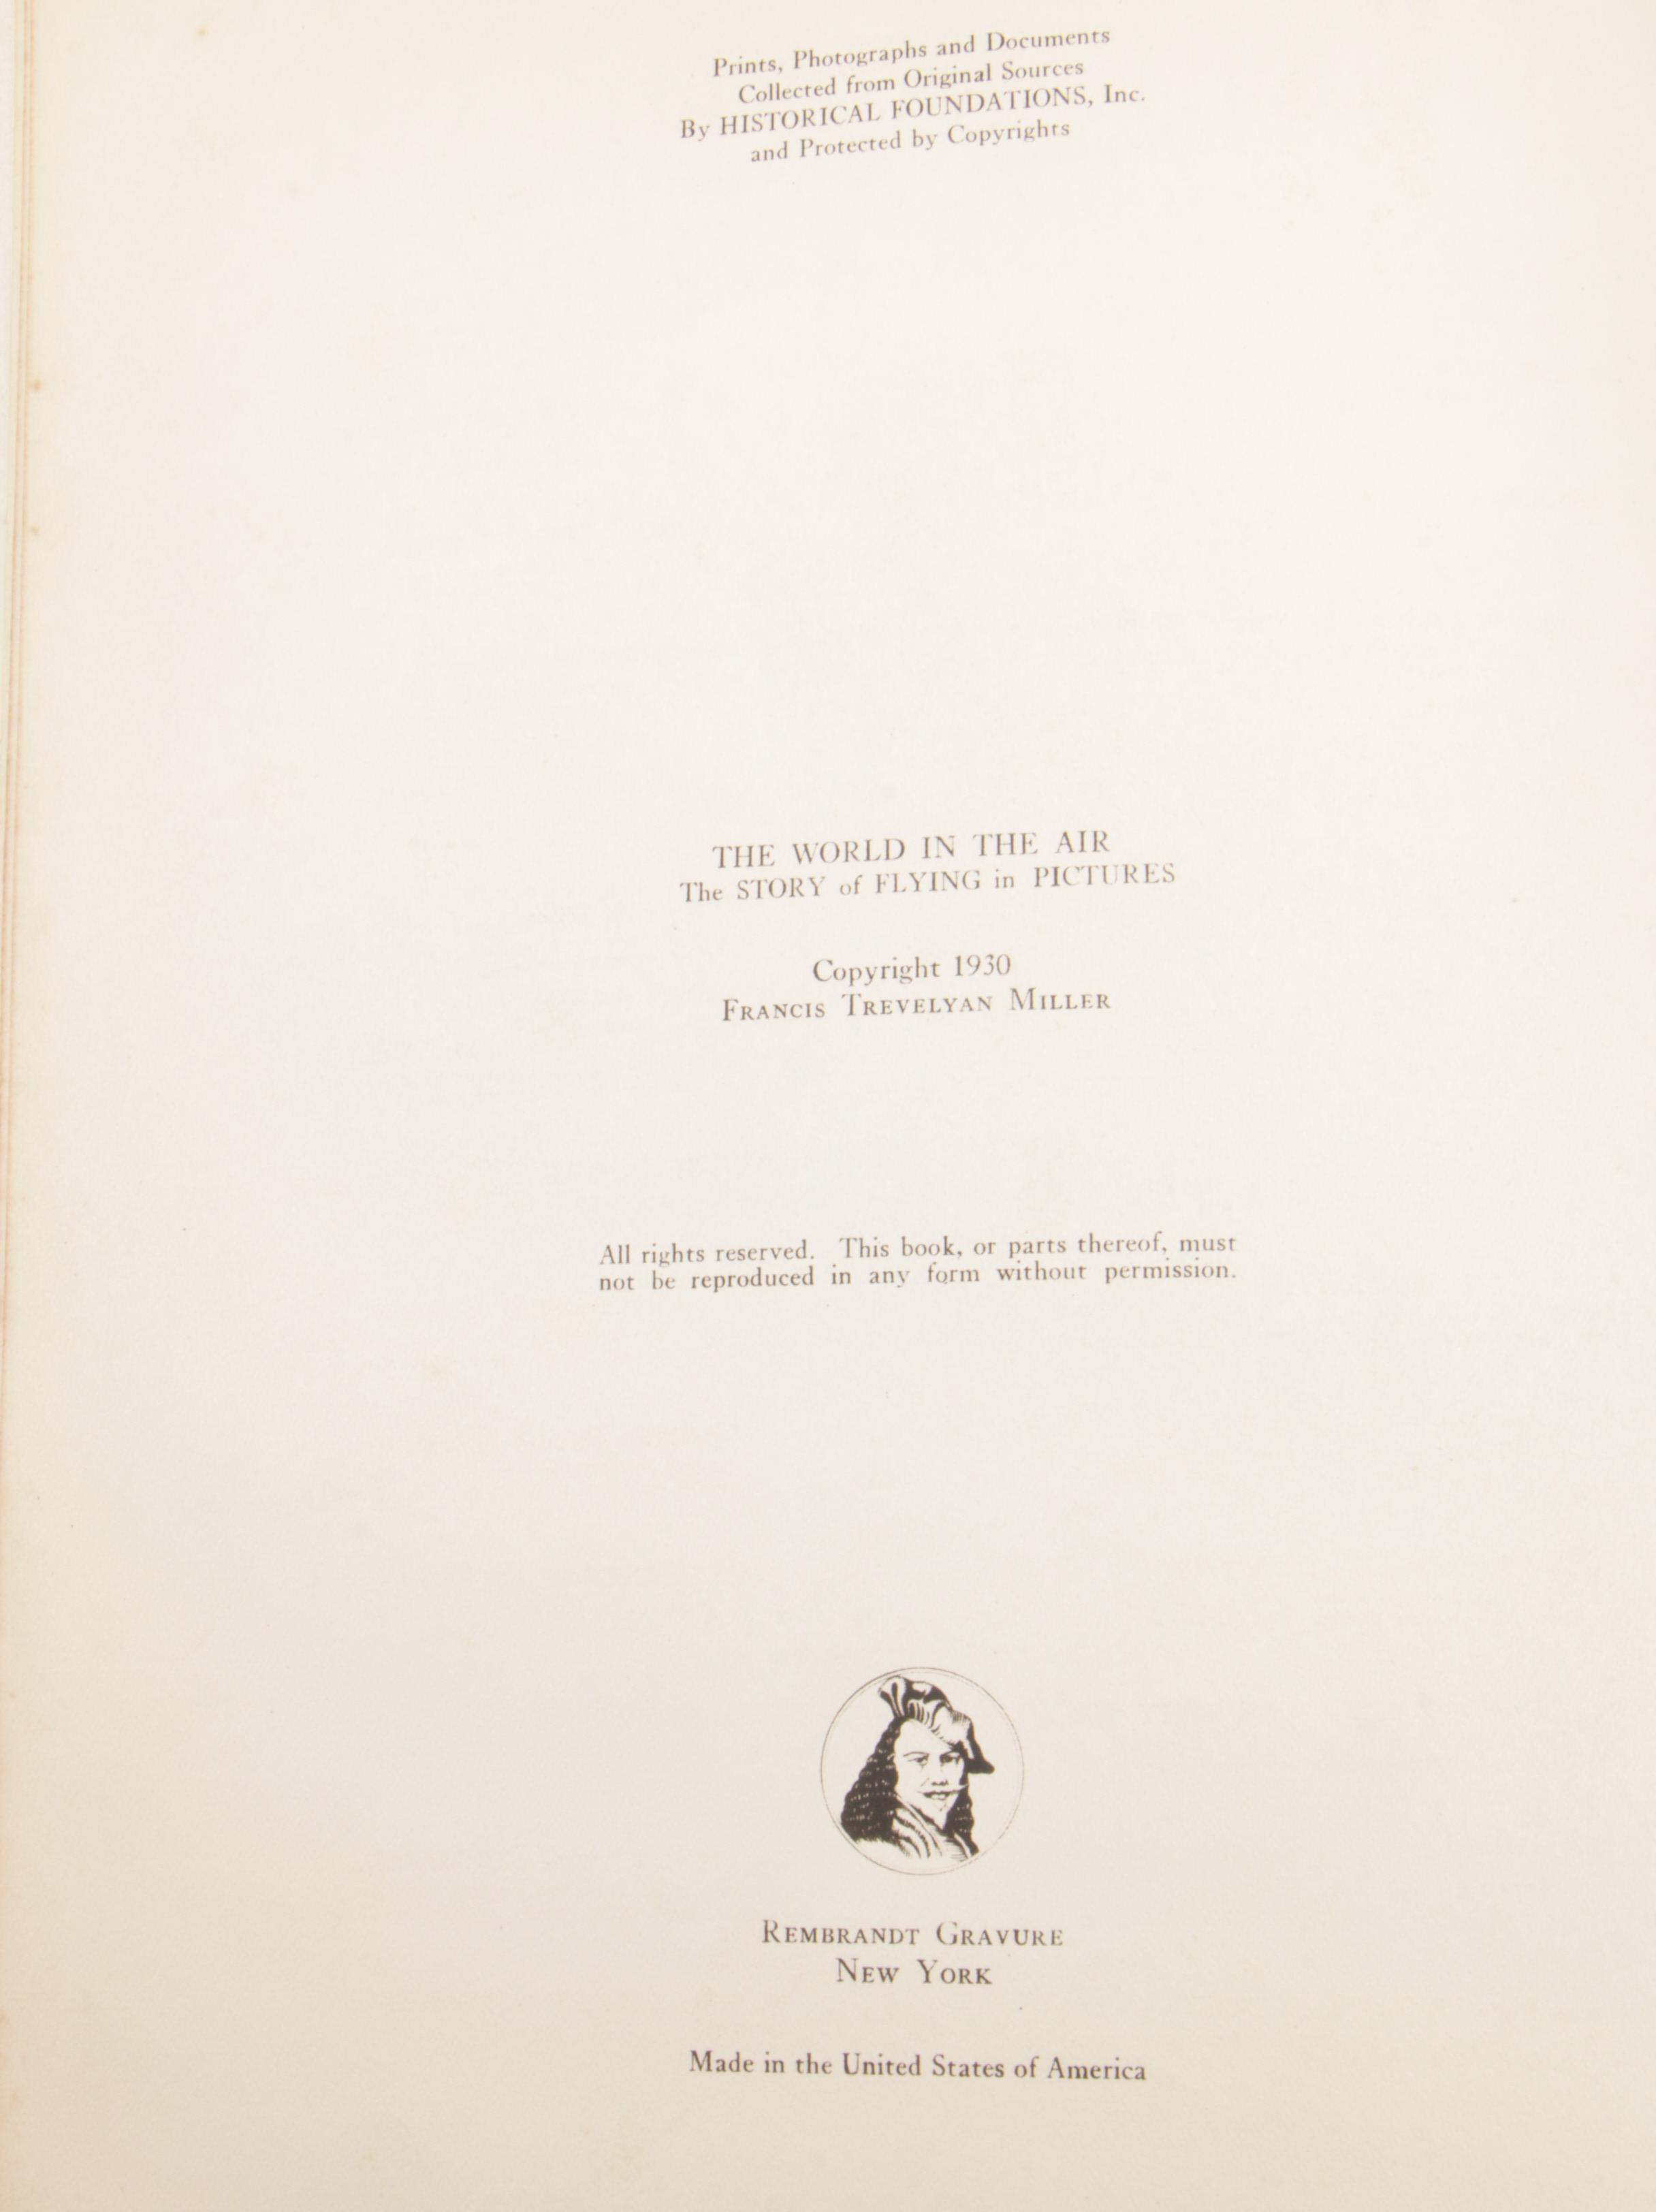 Prints, Photographs and Documents
Collected from Original Sources
By HISTORICAL FOUNDATIONS, Inc.
and Protected by Copyrights
THE WORLD IN THE AIR
The STORY of FLYING in PICTURES
Copyright 1930
FRANCIS TREVELYAN MILLER
All rights reserved. This book, or parts thereof, must
not be reproduced in any form without permission.
REMBRANDT GRAVURE
NEW YORK
Made in the United States of America